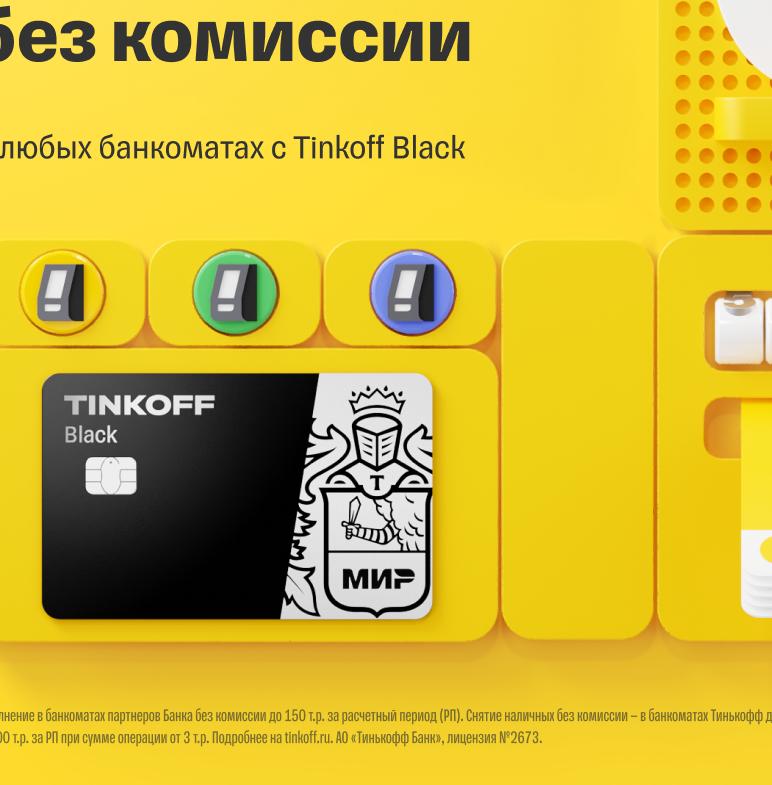 без комиссии
любых банкоматах с Tinkoff Black
TINKOFF
Black
T
МИР
в банкоматах партнеров Банка без комиссии до 150 т.р. за расчетный период (РП). Снятие наличных без комиссии – в банкоматах Тинькофф
т.р. за РП при сумме операции от 3 т.р. Подробнее на tinkoff.ru. АО «Тинькофф Банк», лицензия №2673.